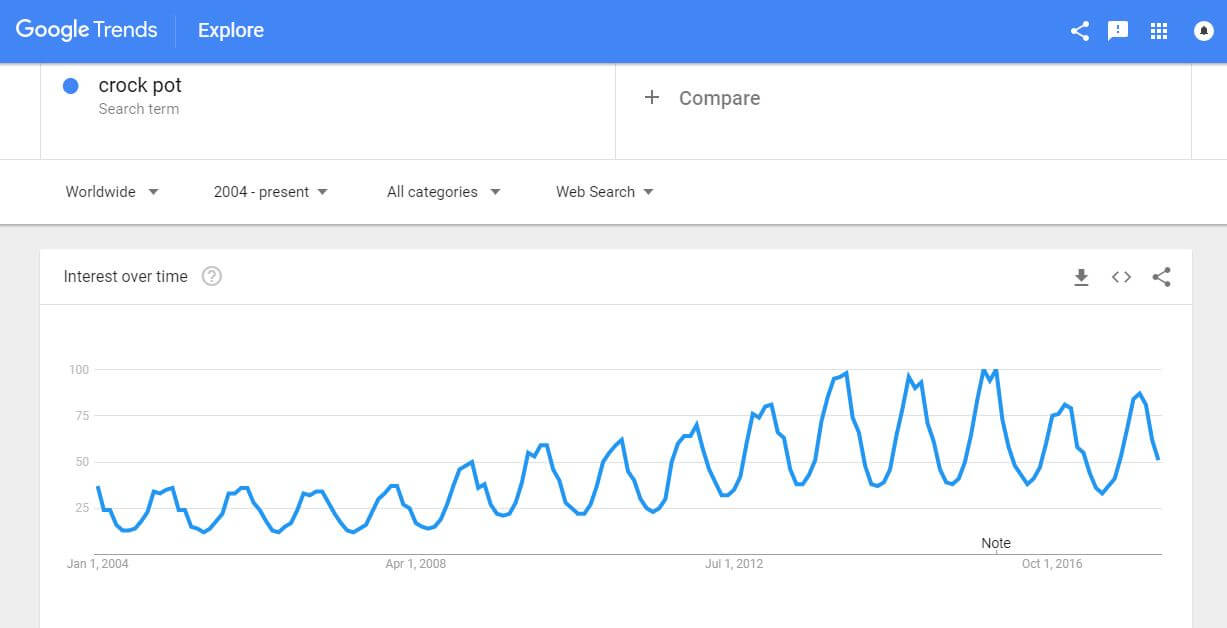 Google Trends Explore
crock pot
Search term
+ Compare
Worldwide 2004 - present All categories Web Search
Interest over time ?
100
75
50
25
Note
Jan 1, 2004 Apr 1, 2008 Jul 1, 2012 Oct 1, 2016